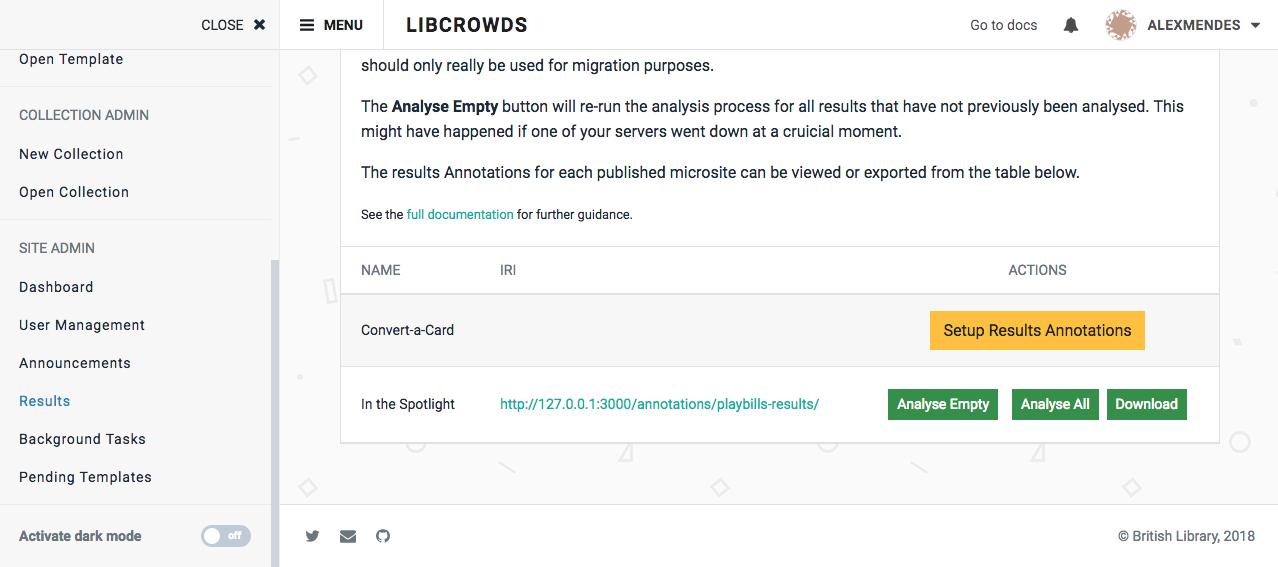 CLOSE ✖
MENU
LIBCROWDS
Go to docs
ALEXMENDES
Open Template
COLLECTION ADMIN
New Collection
Open Collection
SITE ADMIN
Dashboard
User Management
Announcements
Results
Background Tasks
Pending Templates
Activate dark mode
off
should only really be used for migration purposes.
The Analyse Empty button will re-run the analysis process for all results that have not previously been analysed. This
might have happened if one of your servers went down at a cruicial moment.
The results Annotations for each published microsite can be viewed or exported from the table below.
See the full documentation for further guidance.
NAME IRI ACTIONS
Convert-a-Card Setup Results Annotations
In the Spotlight http://127.0.0.1:3000/annotations/playbills-results/ Analyse Empty Analyse All Download
© British Library, 2018